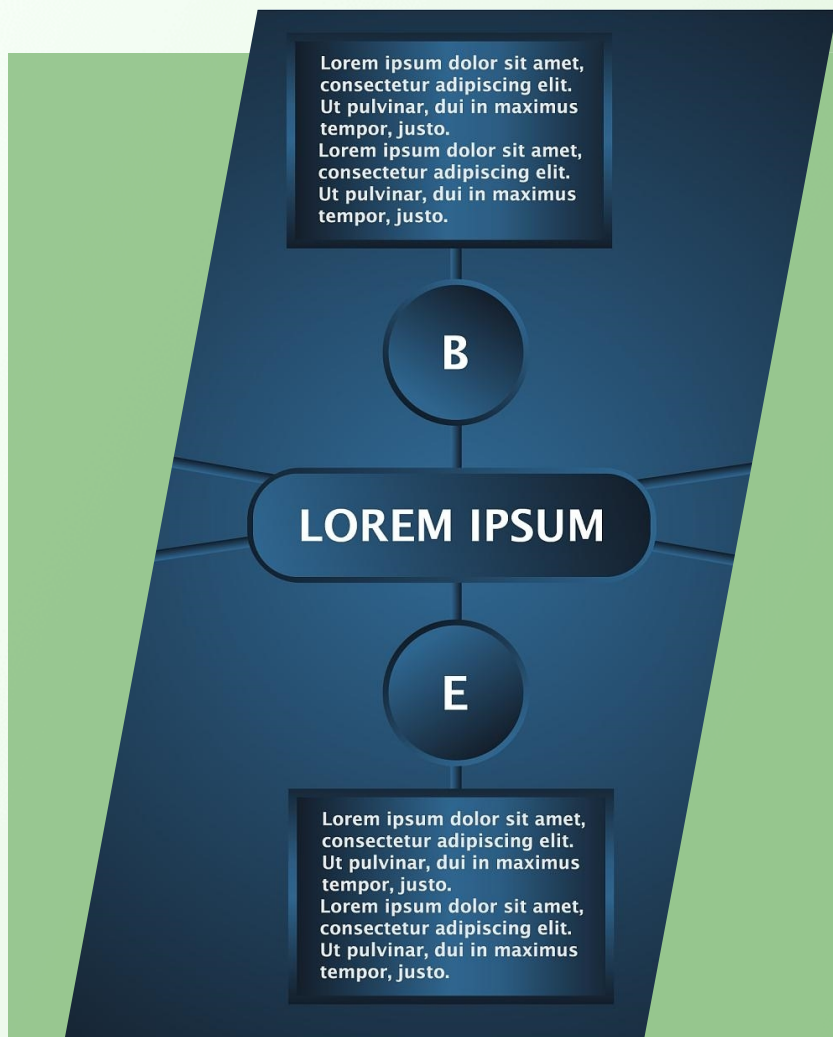 Lorem ipsum dolor sit amet,
consectetur adipiscing elit.
Ut pulvinar, dui in maximus
tempor, justo.
Lorem ipsum dolor sit amet,
consectetur adipiscing elit.
Ut pulvinar, dui in maximus
tempor, justo.
B
LOREM IPSUM
E
Lorem ipsum dolor sit amet,
consectetur adipiscing elit.
Ut pulvinar, dui in maximus
tempor, justo.
Lorem ipsum dolor sit amet,
consectetur adipiscing elit.
Ut pulvinar, dui in maximus
tempor, justo.